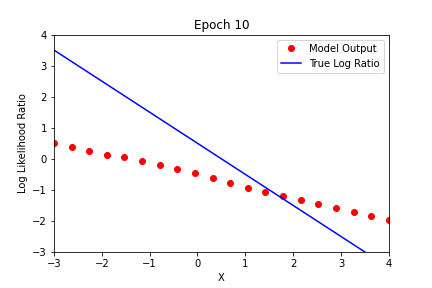 Epoch 10
Model Output
True Log Ratio
Log Likelihood Ratio
4
3
2
1
0
−1
−2
−3
−3 −2 −1 0 1 2 3 4
X